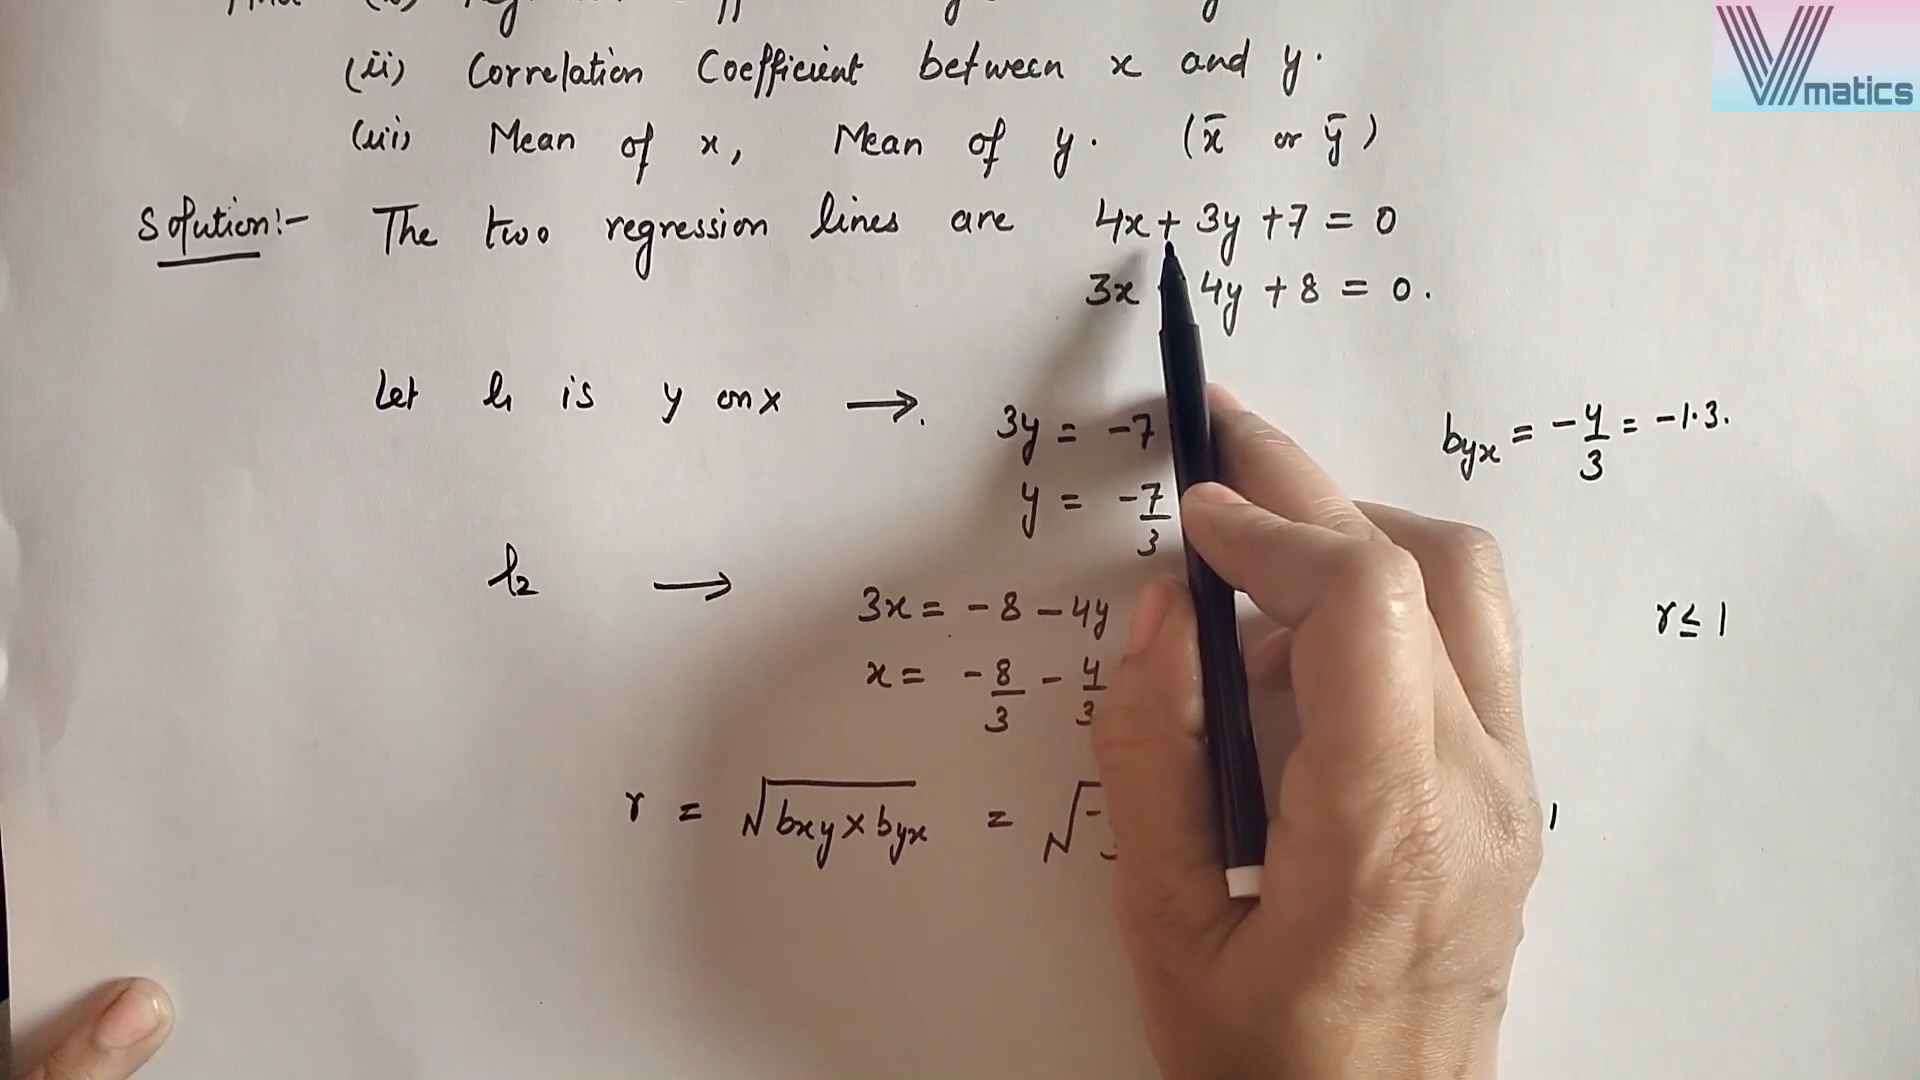 (ii) Correlation Coefficient between x and y.
(iii) Mean of x, Mean of y. (x̄ or ȳ)
Solution:- The two regression lines are 4x + 3y + 7 = 0
3x 4y + 8 = 0.
Let l₁ is y on x →.
3y = -7
y = -7/3
byx = -4/3 = -1.3.
l₂ →
3x = -8 - 4y
x = -8/3 - 4/3
r ≤ 1
r = √bxy × byx = √-
1
V matics